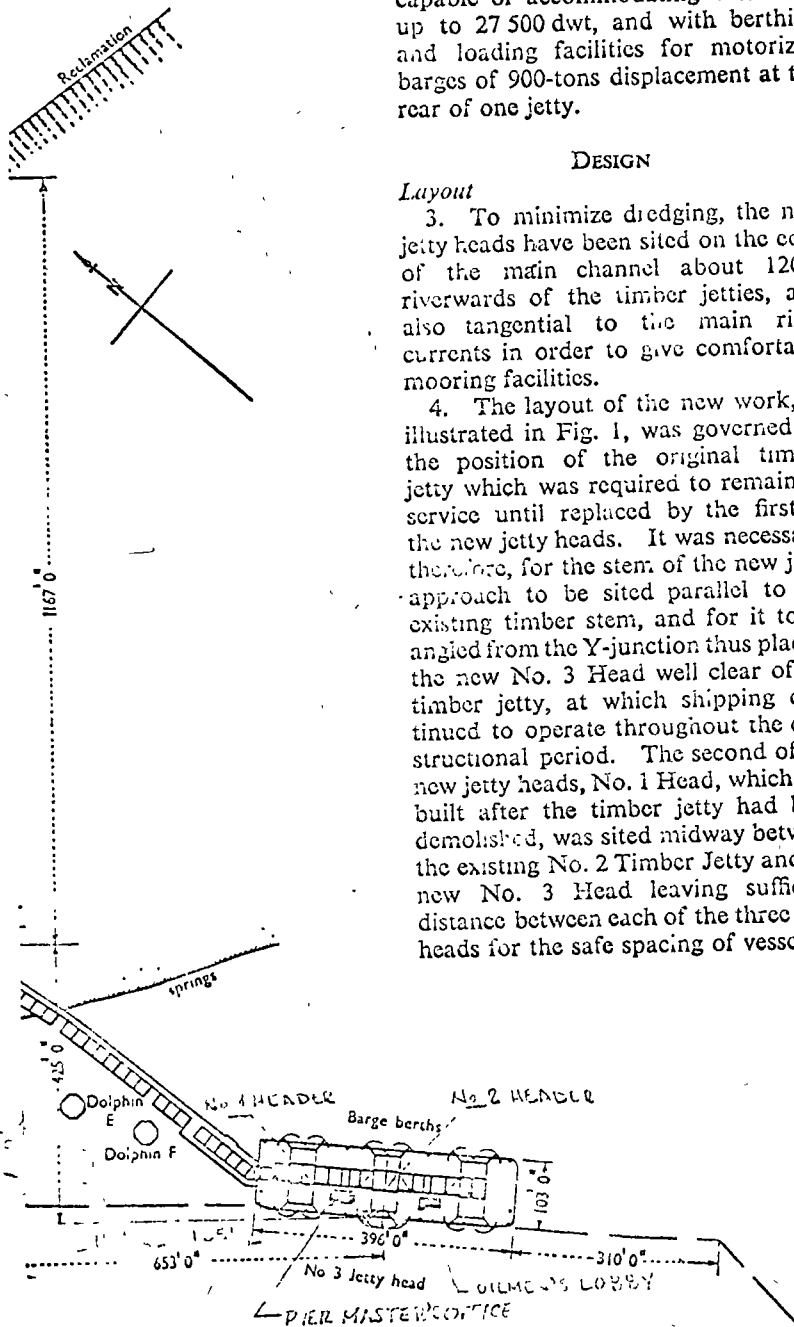 up to 27 500 dwt, and with berthi
and loading facilities for motoriz
barges of 900-tons displacement at t
rear of one jetty.
DESIGN
Layout
3. To minimize dredging, the n
jetty heads have been sited on the e
of the main channel about 120
riverwards of the timber jetties, a
also tangential to the main ri
currents in order to give comforta
mooring facilities.
4. The layout of the new work,
illustrated in Fig. 1, was governed
the position of the original tim
jetty which was required to remain
service until replaced by the first
the new jetty heads. It was necessa
therefore, for the stem of the new j
approach to be sited parallel to
existing timber stem, and for it to
angled from the Y-junction thus plac
the new No. 3 Head well clear of
timber jetty, at which shipping c
tinued to operate throughout the c
structional period. The second of
new jetty heads, No. 1 Head, which
built after the timber jetty had b
demolished, was sited midway betv
the existing No. 2 Timber Jetty and
new No. 3 Head leaving suffic
distance between each of the three
heads for the safe spacing of vesse
Reclamation
N
1167'0"
springs
425'0"
Dolphin
E
Dolphin F
No 1 HEADER
No 2 HEADER
Barge berths
103'0"
396'0"
310'0"
653'0"
No 3 Jetty head
LOBBY
PIER MASTER'S OFFICE